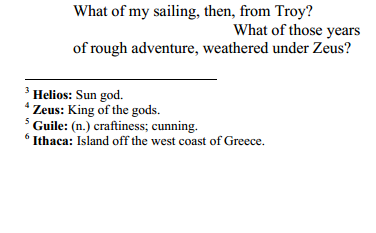 What of my sailing, then, from Troy?
What of those years
of rough adventure, weathered under Zeus?
³ Helios: Sun god.
⁴ Zeus: King of the gods.
⁵ Guile: (n.) craftiness; cunning.
⁶ Ithaca: Island off the west coast of Greece.